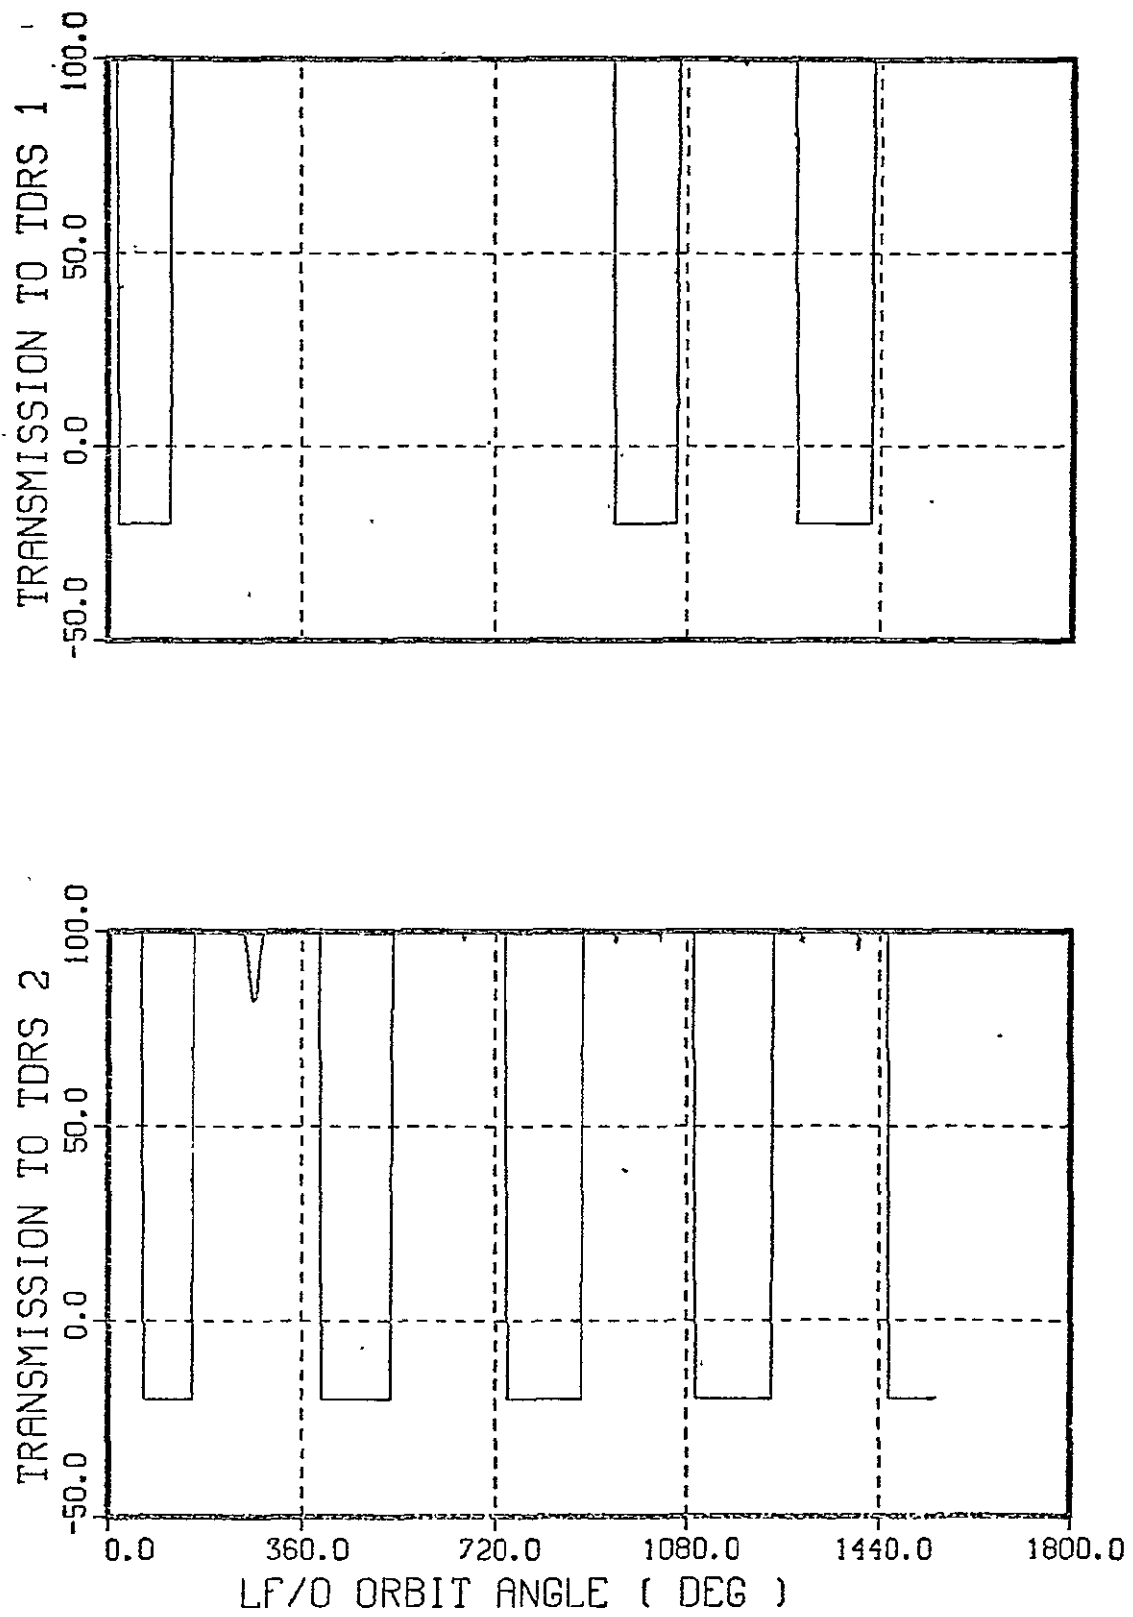 TRANSMISSION TO TDRS 1
100.0
50.0
0.0
-50.0
TRANSMISSION TO TDRS 2
100.0
50.0
0.0
-50.0
0.0 360.0 720.0 1080.0 1440.0 1800.0
LF/O ORBIT ANGLE ( DEG )